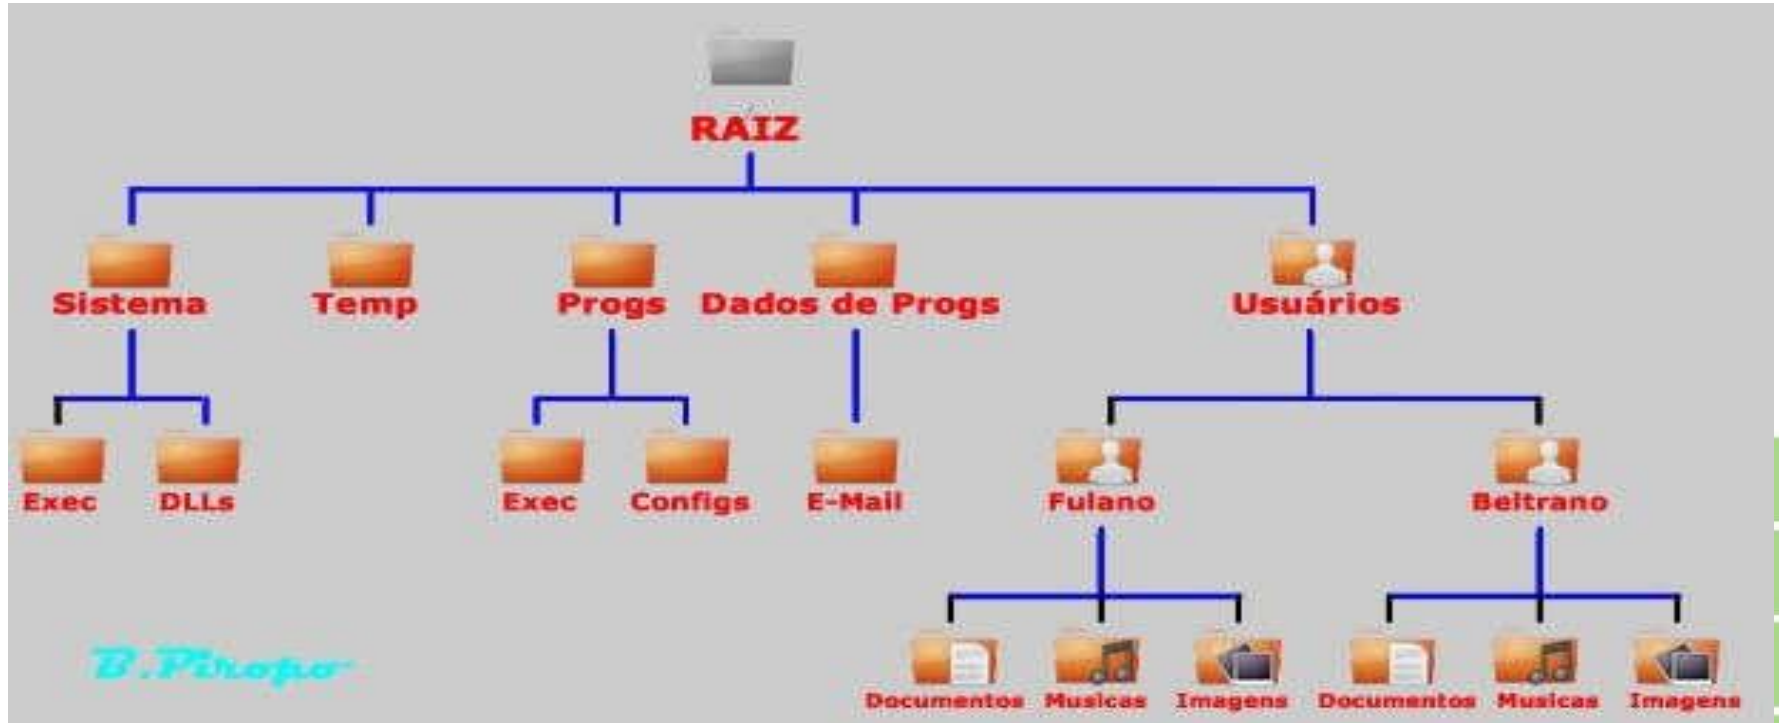 RAIZ
Sistema Temp Progs Dados de Progs Usuários
Exec DLLs Exec Configs E-Mail Fulano Beltrano
B.Piropo
Documentos Musicas Imagens Documentos Musicas Imagens